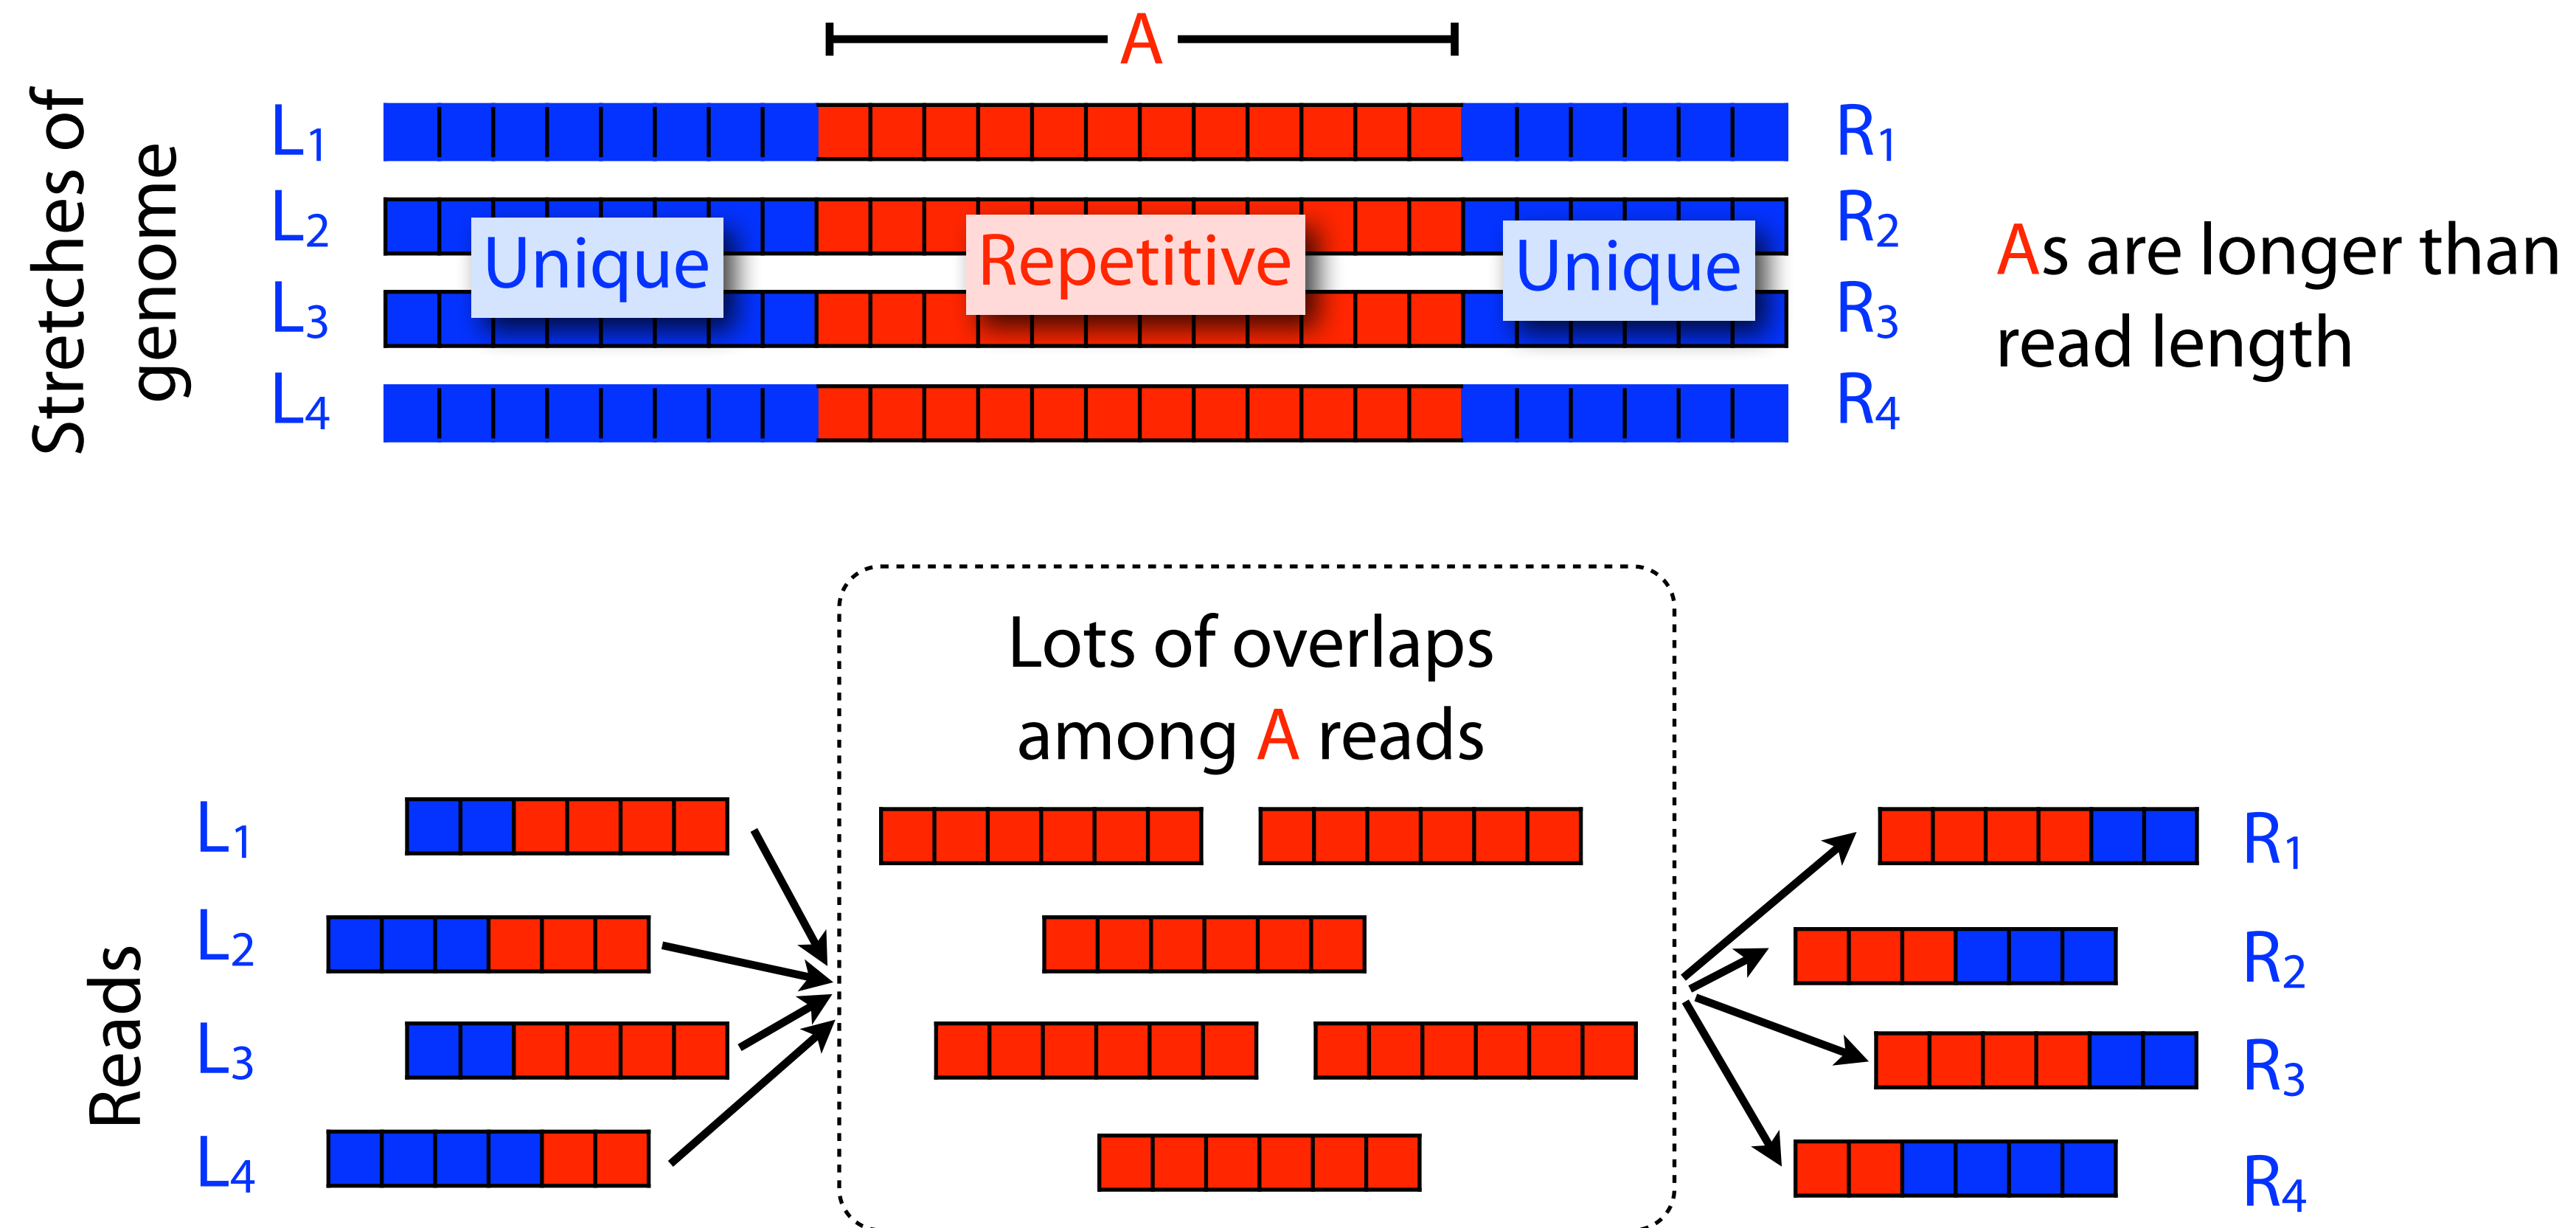 A
Stretches of
genome
L1
R1
L2
R2
Unique
Repetitive
Unique
As are longer than
read length
L3
R3
L4
R4
Lots of overlaps
among A reads
Reads
L1
R1
L2
R2
L3
R3
L4
R4